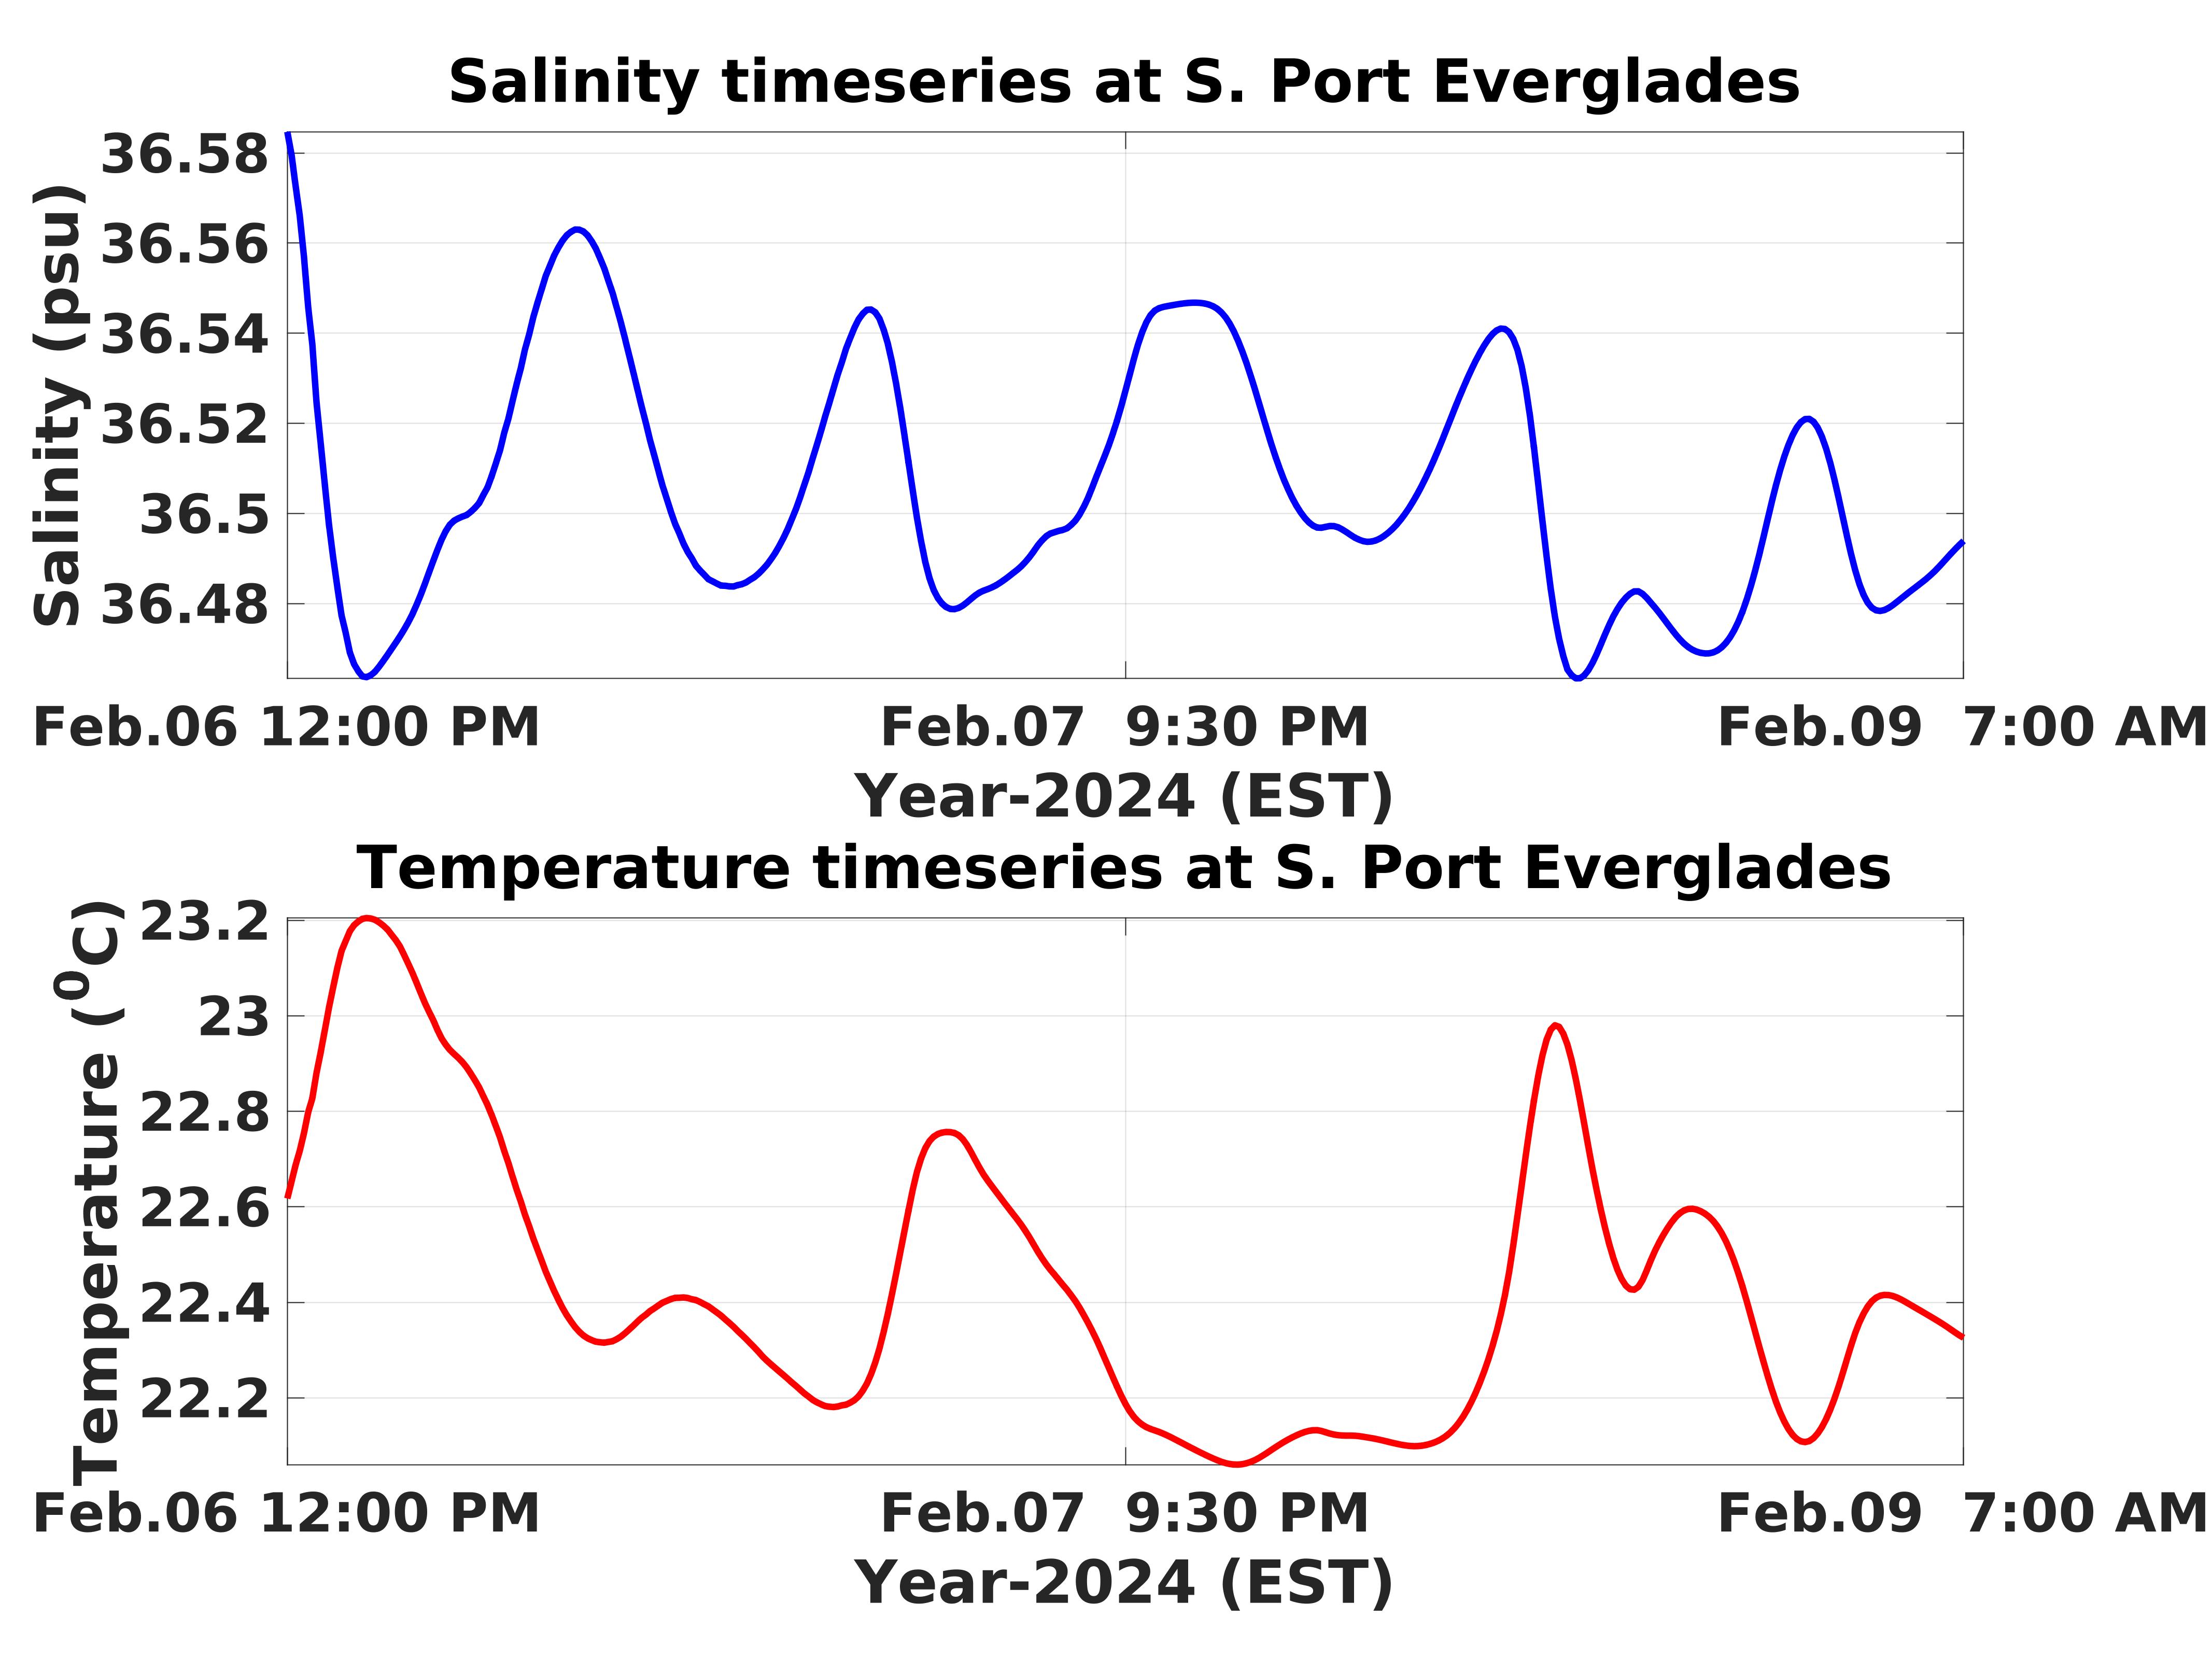 Salinity timeseries at S. Port Everglades
Salinity (psu)
36.58
36.56
36.54
36.52
36.5
36.48
Feb.06 12:00 PM
Feb.07  9:30 PM
Feb.09  7:00 AM
Year-2024 (EST)
Temperature timeseries at S. Port Everglades
Temperature (⁰C)
23.2
23
22.8
22.6
22.4
22.2
Feb.06 12:00 PM
Feb.07  9:30 PM
Feb.09  7:00 AM
Year-2024 (EST)